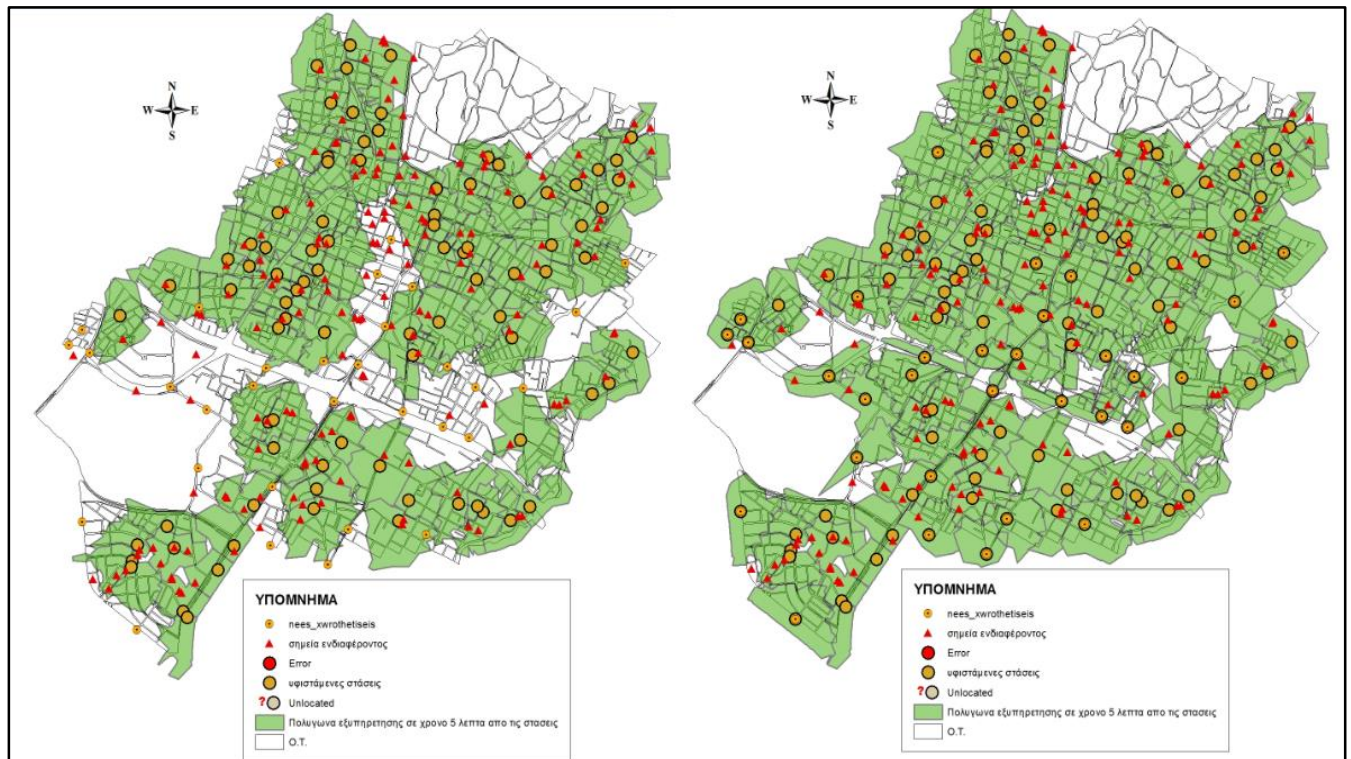 N
W E
S
ΥΠΟΜΝΗΜΑ
nees_xwrothetiseis
σημεία ενδιαφέροντος
Error
υφιστάμενες στάσεις
? Unlocated
Πολυγωνα εξυπηρετησης σε χρονο 5 λεπτα απο τις στασεις
Ο.Τ.
N
W E
S
ΥΠΟΜΝΗΜΑ
nees_xwrothetiseis
σημεία ενδιαφέροντος
Error
υφιστάμενες στάσεις
? Unlocated
Πολυγωνα εξυπηρετησης σε χρονο 5 λεπτα απο τις στασεις
Ο.Τ.